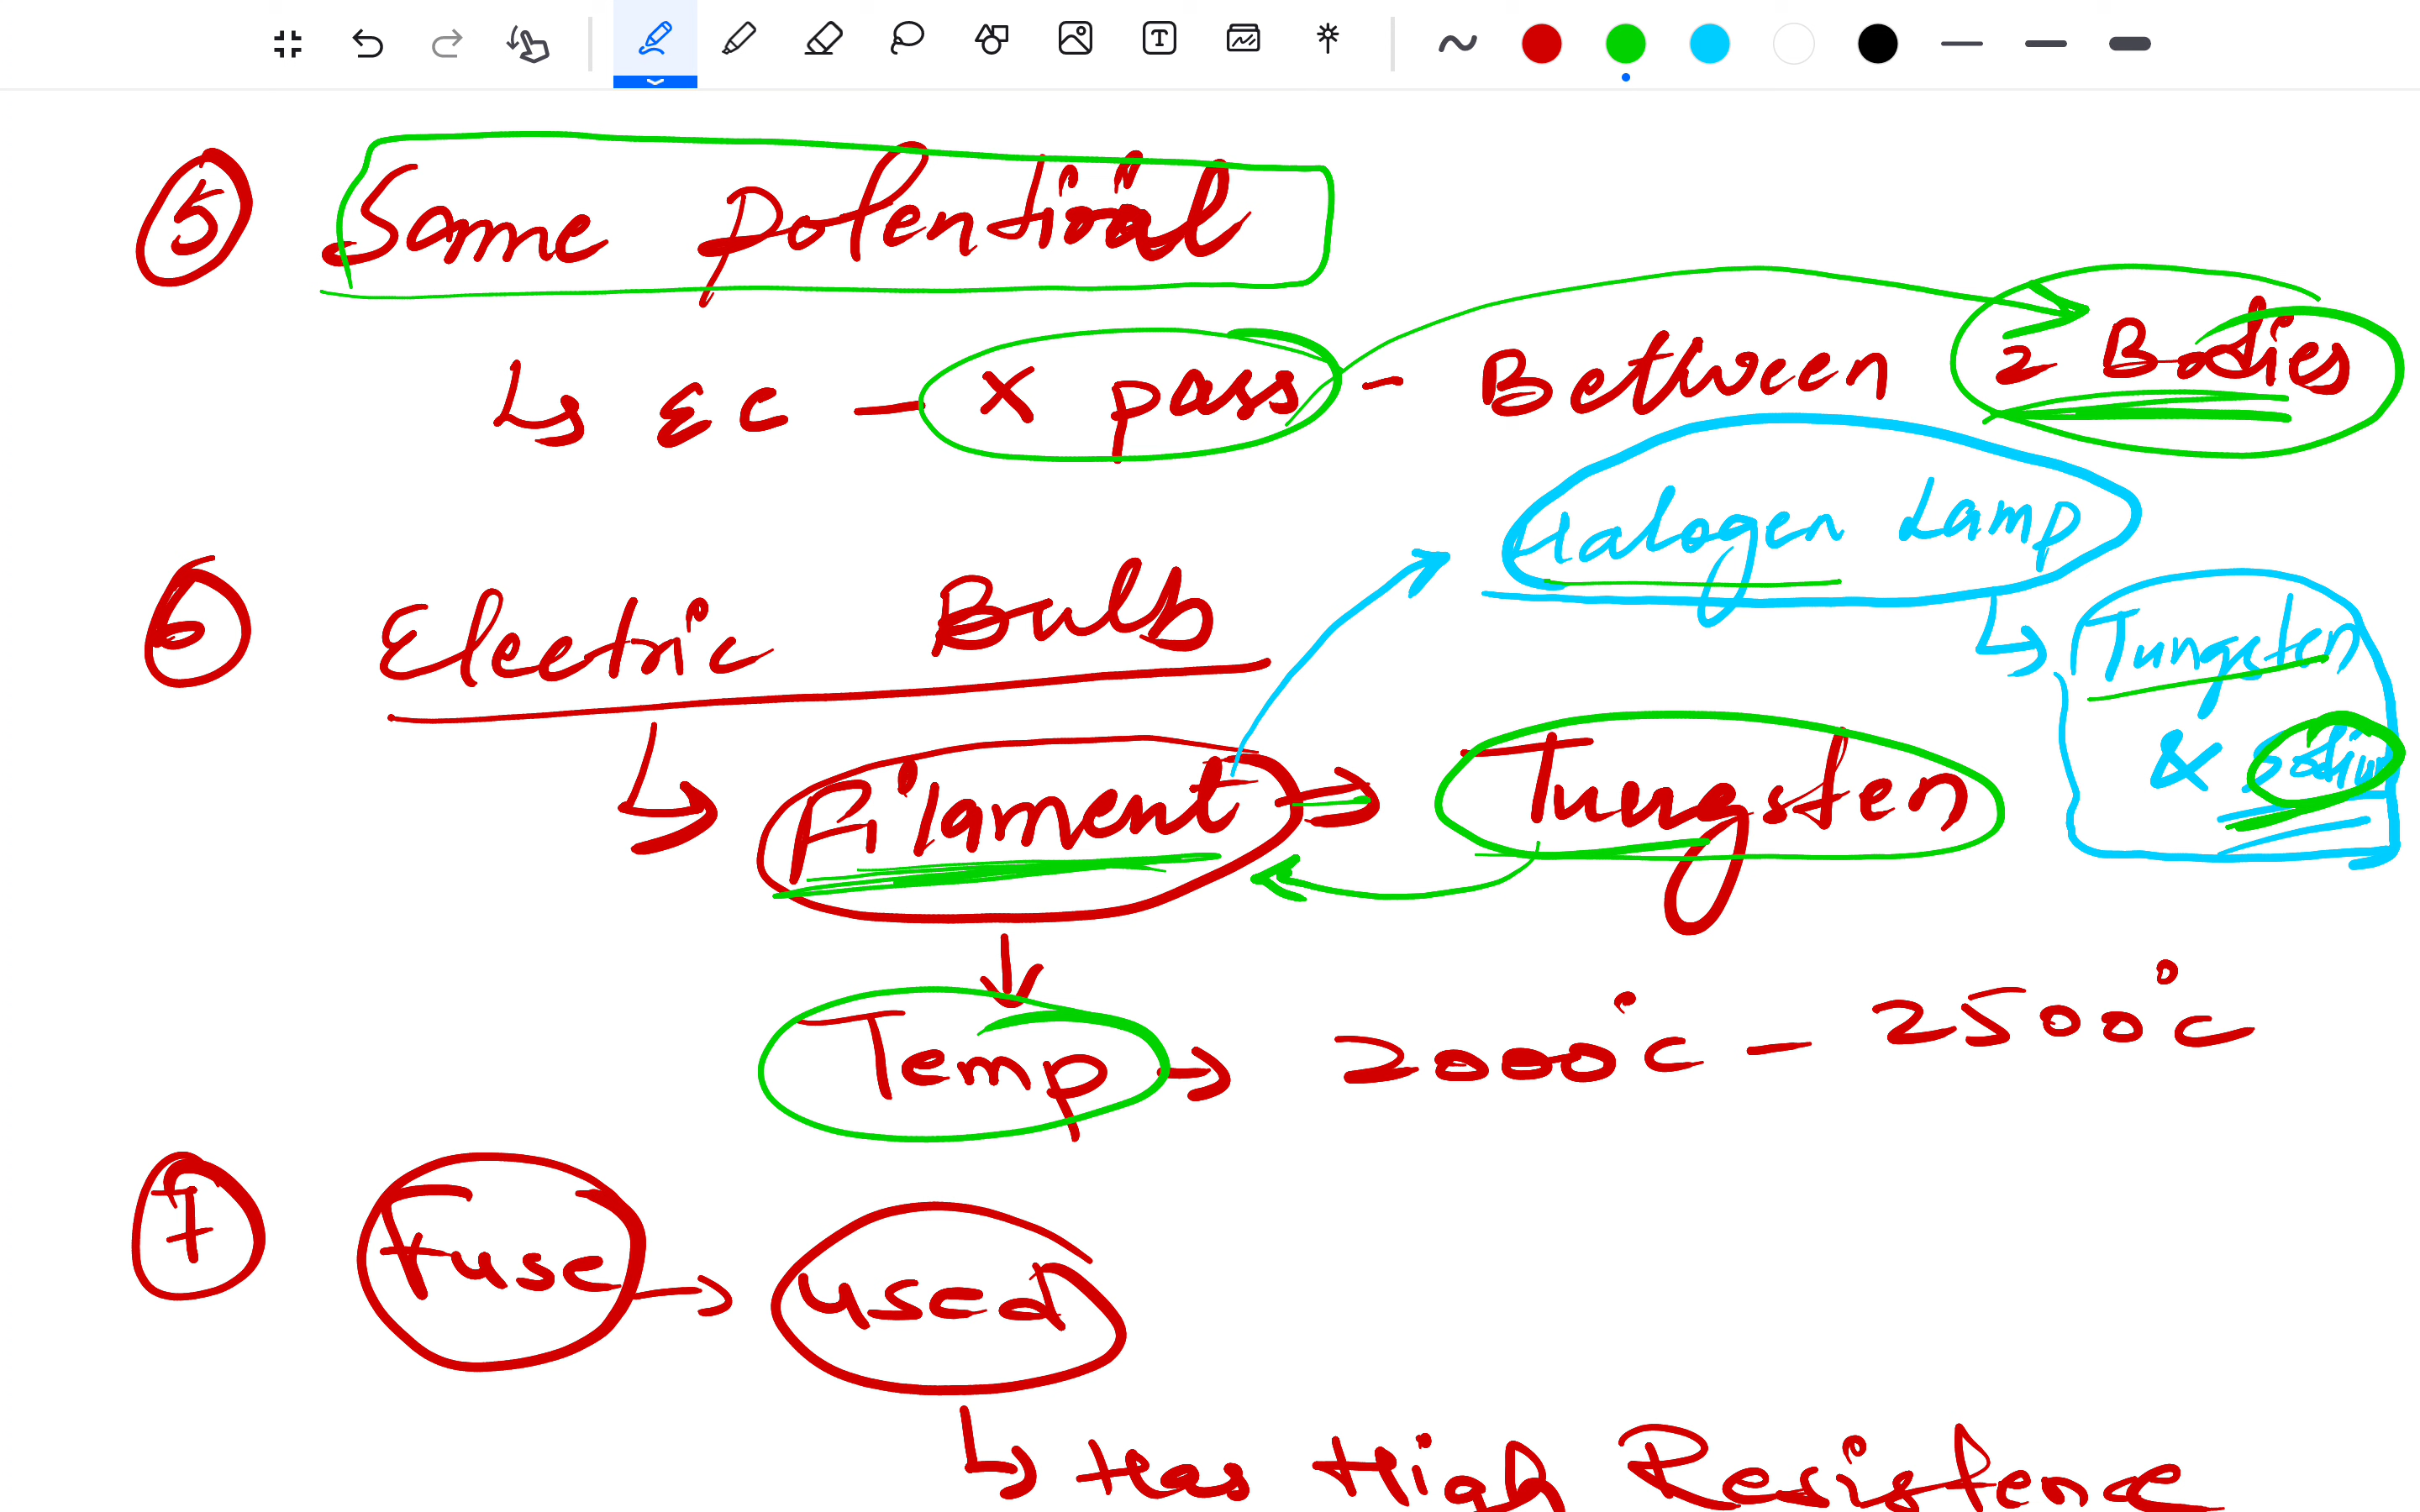 5 Same potential
↳ EC — × pass - Between 2 Bodies
Halogen Lamp
6 Electric Bulb
↳ Tungsten
&
↳ Filament → Tungsten
↓
Temp → 2000°C — 2500°C
7 Fuse → used
↳ Has High Resistence